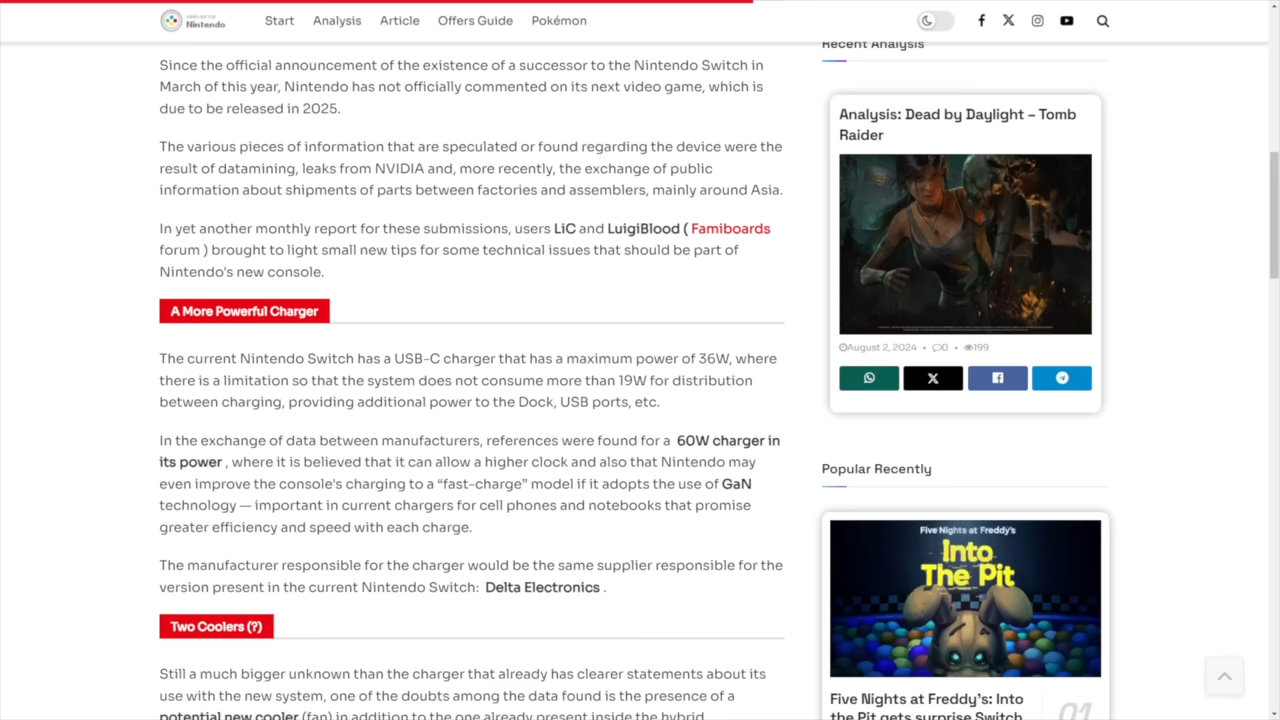 universo
Nintendo
Start
Analysis
Article
Offers Guide
Pokémon
Since the official announcement of the existence of a successor to the Nintendo Switch in
March of this year, Nintendo has not officially commented on its next video game, which is
due to be released in 2025.
The various pieces of information that are speculated or found regarding the device were the
result of datamining, leaks from NVIDIA and, more recently, the exchange of public
information about shipments of parts between factories and assemblers, mainly around Asia.
In yet another monthly report for these submissions, users LiC and LuigiBlood ( Famiboards
forum ) brought to light small new tips for some technical issues that should be part of
Nintendo's new console.
A More Powerful Charger
The current Nintendo Switch has a USB-C charger that has a maximum power of 36W, where
there is a limitation so that the system does not consume more than 19W for distribution
between charging, providing additional power to the Dock, USB ports, etc.
In the exchange of data between manufacturers, references were found for a 60W charger in
its power , where it is believed that it can allow a higher clock and also that Nintendo may
even improve the console's charging to a “fast-charge” model if it adopts the use of GaN
technology — important in current chargers for cell phones and notebooks that promise
greater efficiency and speed with each charge.
The manufacturer responsible for the charger would be the same supplier responsible for the
version present in the current Nintendo Switch: Delta Electronics .
Two Coolers (?)
Still a much bigger unknown than the charger that already has clearer statements about its
use with the new system, one of the doubts among the data found is the presence of a
potential new cooler (fan) in addition to the one already present inside the hybrid.
Recent Analysis
Analysis: Dead by Daylight – Tomb
Raider
August 2, 2024 • 0 • 199
Popular Recently
Five Nights at Freddy's
Into
The Pit
Five Nights at Freddy's: Into
the Pit gets surprise Switch
01